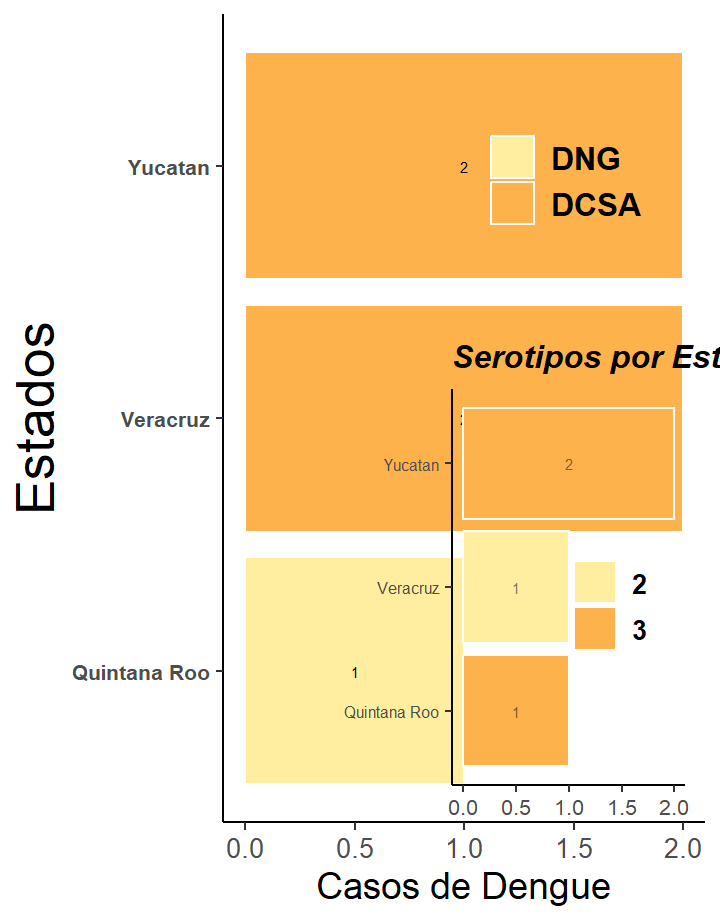 Estados
Yucatan
2
DNG
DCSA
Veracruz
Serotipos por Est
Yucatan
2
Veracruz
1
2
3
Quintana Roo
1
Quintana Roo
1
0.0 0.5 1.0 1.5 2.0
0.0 0.5 1.0 1.5 2.0
Casos de Dengue